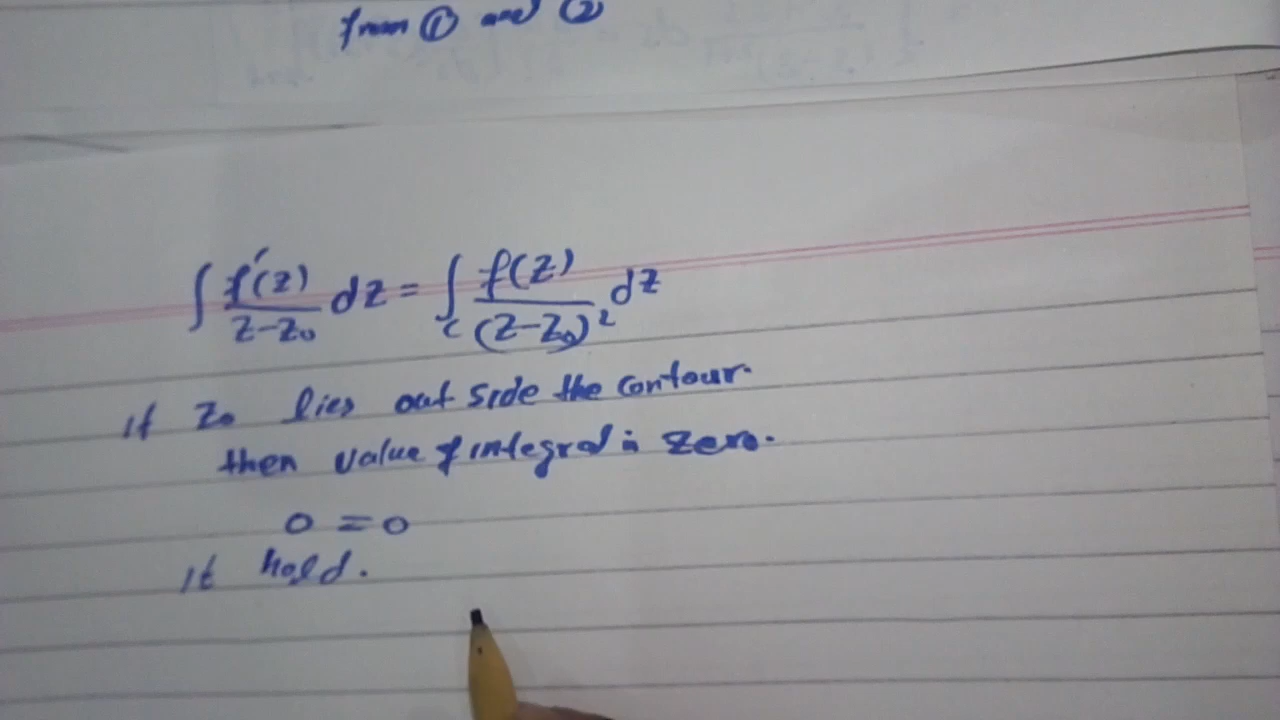 from ① and ②
∫ f'(z)/(z-z₀) dz = ∫_c f(z)/(z-z₀)² dz
if z₀ lies out side the contour.
then value of integral is zero.
0 = 0
it hold.